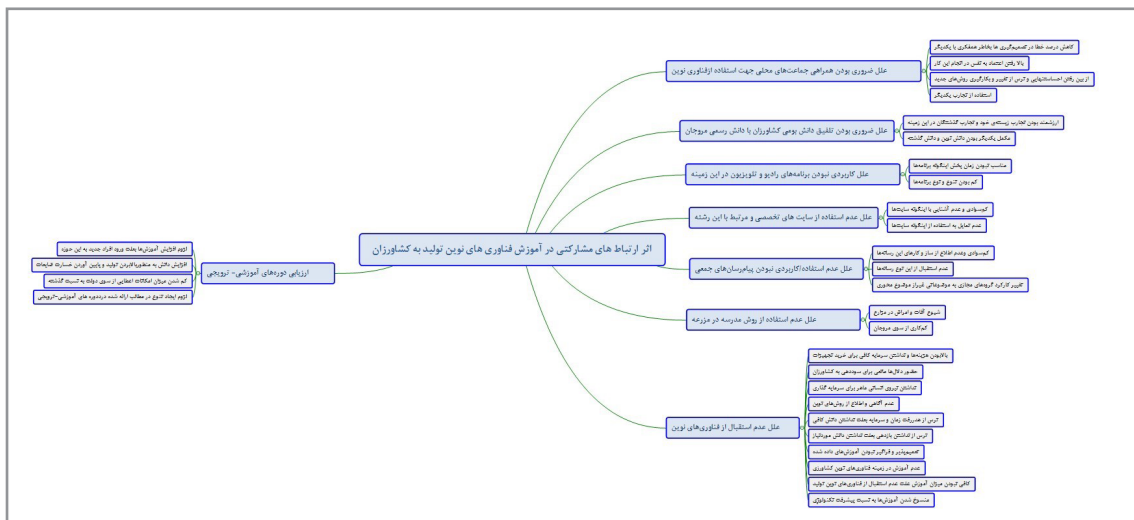 اثر ارتباط های مشارکتی در آموزش فناوری های نوین تولید به کشاورزان
علل ضروری بودن همراهی جماعت‌های محلی جهت استفاده ازفناوری نوین
کاهش درصد خطا در تصمیم‌گیری ها بخاطر همفکری با یکدیگر
بالا رفتن اعتماد به نفس در انجام این کار
از بین رفتن احساستنهایی و ترس از تغییر و بکارگیری روش‌های جدید
استفاده از تجارب یکدیگر
علل ضروری بودن تلفیق دانش بومی کشاورزان با دانش رسمی مروجان
ارزشمند بودن تجارب زیسته‌ی خود و تجارب گذشتگان در این زمینه
مکمل یکدیگر بودن دانش نوین و دانش گذشته
علل کاربردی نبودن برنامه‌های رادیو و تلویزیون در این زمینه
مناسب نبودن زمان پخش اینگونه برنامه‌ها
کم بودن تنوع و نوع برنامه‌ها
علل عدم استفاده از سایت های تخصصی و مرتبط با این رشته
کم‌سوادی و عدم آشنایی با اینگونه سایت‌ها
عدم تمایل به استفاده از اینگونه سایت‌ها
علل عدم استفاده/کاربردی نبودن پیام‌رسان‌های جمعی
کم‌سوادی وعدم اطلاع از ساز و کارهای این رسانه‌ها
عدم استقبال از این نوع رسانه‌ها
تغییر کارکرد گروه‌های مجازی به موضوعاتی غیراز موضوع محوری
علل عدم استفاده از روش مدرسه در مزرعه
شیوع آفات و امراض در مزارع
کم‌کاری از سوی مروجان
علل عدم استقبال از فناوری‌های نوین
بالابودن هزینه‌ها و نداشتن سرمایه کافی برای خرید تجهیزات
حضور دلال‌ها مانعی برای سوددهی به کشاورزان
نداشتن نیروی انسانی ماهر برای سرمایه گذاری
عدم آگاهی و اطلاع از روش‌های نوین
ترس از هدررفت زمان و سرمایه بعلت نداشتن دانش کافی
ترس از نداشتن بازدهی بعلت نداشتن دانش موردنیاز
تعمیم‌پذیر و فراگیر نبودن آموزش‌های داده شده
عدم آموزش در زمینه فناوری‌های نوین کشاورزی
کافی نبودن میزان آموزش علت عدم استقبال از فناوری‌های نوین تولید
منسوخ شدن آموزش‌ها به نسبت پیشرفت تکنولوژی
ارزیابی دوره‌های آموزشی- ترویجی
لزوم افزایش آموزش‌ها بعلت ورود افراد جدید به این حوزه
افزایش دانش به منظوربالابردن تولید و پایین آوردن خسارت ضایعات
کم شدن میزان امکانات اعطایی از سوی دولت به نسبت گذشته
لزوم ایجاد تنوع در مطالب ارائه شده دردوره های آموزشی-ترویجی